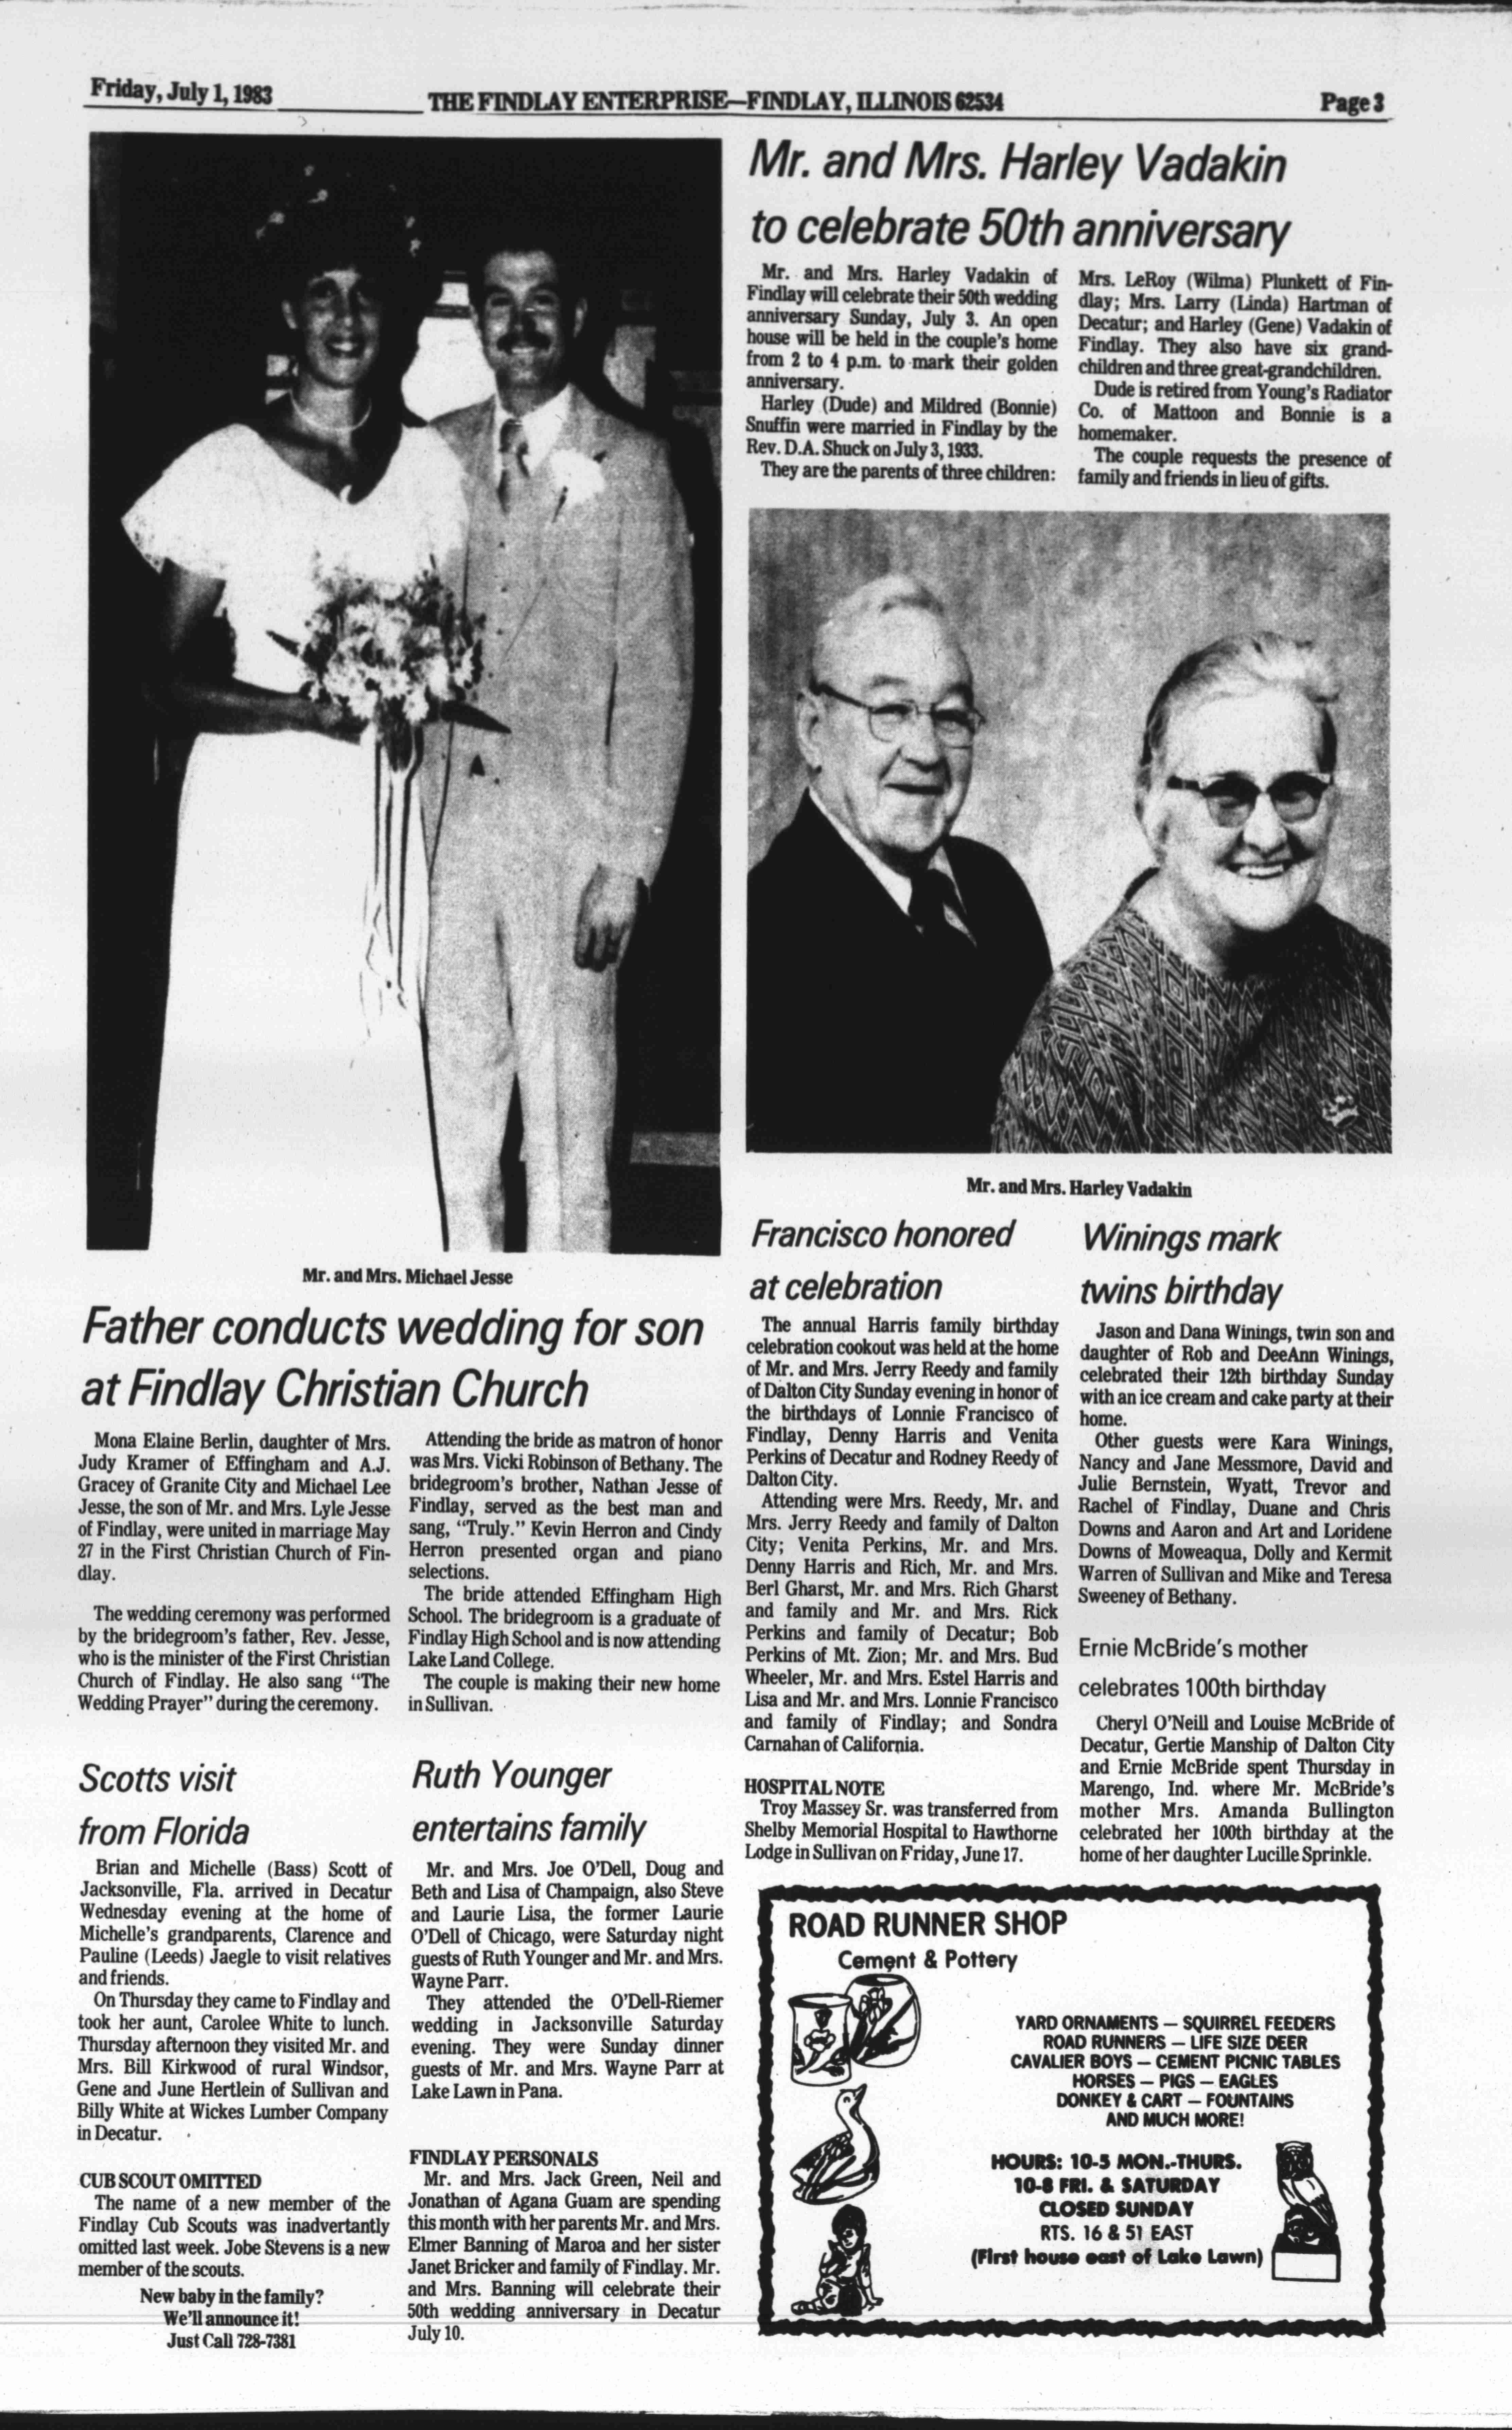 Friday, July 1, 1983
THE FINDLAY ENTERPRISE—FINDLAY, ILLINOIS 62534
Page 3
Mr. and Mrs. Michael Jesse
Father conducts wedding for son
at Findlay Christian Church
Mona Elaine Berlin, daughter of Mrs.
Judy Kramer of Effingham and A.J.
Gracey of Granite City and Michael Lee
Jesse, the son of Mr. and Mrs. Lyle Jesse
of Findlay, were united in marriage May
27 in the First Christian Church of Fin-
dlay.
The wedding ceremony was performed
by the bridegroom's father, Rev. Jesse,
who is the minister of the First Christian
Church of Findlay. He also sang "The
Wedding Prayer" during the ceremony.
Attending the bride as matron of honor
was Mrs. Vicki Robinson of Bethany. The
bridegroom's brother, Nathan Jesse of
Findlay, served as the best man and
sang, "Truly." Kevin Herron and Cindy
Herron presented organ and piano
selections.
The bride attended Effingham High
School. The bridegroom is a graduate of
Findlay High School and is now attending
Lake Land College.
The couple is making their new home
in Sullivan.
Scotts visit
from Florida
Brian and Michelle (Bass) Scott of
Jacksonville, Fla. arrived in Decatur
Wednesday evening at the home of
Michelle's grandparents, Clarence and
Pauline (Leeds) Jaegle to visit relatives
and friends.
On Thursday they came to Findlay and
took her aunt, Carolee White to lunch.
Thursday afternoon they visited Mr. and
Mrs. Bill Kirkwood of rural Windsor,
Gene and June Hertlein of Sullivan and
Billy White at Wickes Lumber Company
in Decatur.
CUB SCOUT OMITTED
The name of a new member of the
Findlay Cub Scouts was inadvertantly
omitted last week. Jobe Stevens is a new
member of the scouts.
New baby in the family?
We'll announce it!
Just Call 728-7381
Ruth Younger
entertains family
Mr. and Mrs. Joe O'Dell, Doug and
Beth and Lisa of Champaign, also Steve
and Laurie Lisa, the former Laurie
O'Dell of Chicago, were Saturday night
guests of Ruth Younger and Mr. and Mrs.
Wayne Parr.
They attended the O'Dell-Riemer
wedding in Jacksonville Saturday
evening. They were Sunday dinner
guests of Mr. and Mrs. Wayne Parr at
Lake Lawn in Pana.
FINDLAY PERSONALS
Mr. and Mrs. Jack Green, Neil and
Jonathan of Agana Guam are spending
this month with her parents Mr. and Mrs.
Elmer Banning of Maroa and her sister
Janet Bricker and family of Findlay. Mr.
and Mrs. Banning will celebrate their
50th wedding anniversary in Decatur
July 10.
Mr. and Mrs. Harley Vadakin
to celebrate 50th anniversary
Mr. and Mrs. Harley Vadakin of
Findlay will celebrate their 50th wedding
anniversary Sunday, July 3. An open
house will be held in the couple's home
from 2 to 4 p.m. to mark their golden
anniversary.
Harley (Dude) and Mildred (Bonnie)
Snuffin were married in Findlay by the
Rev. D.A. Shuck on July 3, 1933.
They are the parents of three children:
Mrs. LeRoy (Wilma) Plunkett of Fin-
dlay; Mrs. Larry (Linda) Hartman of
Decatur; and Harley (Gene) Vadakin of
Findlay. They also have six grand-
children and three great-grandchildren.
Dude is retired from Young's Radiator
Co. of Mattoon and Bonnie is a
homemaker.
The couple requests the presence of
family and friends in lieu of gifts.
Mr. and Mrs. Harley Vadakin
Francisco honored
at celebration
The annual Harris family birthday
celebration cookout was held at the home
of Mr. and Mrs. Jerry Reedy and family
of Dalton City Sunday evening in honor of
the birthdays of Lonnie Francisco of
Findlay, Denny Harris and Venita
Perkins of Decatur and Rodney Reedy of
Dalton City.
Attending were Mrs. Reedy, Mr. and
Mrs. Jerry Reedy and family of Dalton
City; Venita Perkins, Mr. and Mrs.
Denny Harris and Rich, Mr. and Mrs.
Berl Gharst, Mr. and Mrs. Rich Gharst
and family and Mr. and Mrs. Rick
Perkins and family of Decatur; Bob
Perkins of Mt. Zion; Mr. and Mrs. Bud
Wheeler, Mr. and Mrs. Estel Harris and
Lisa and Mr. and Mrs. Lonnie Francisco
and family of Findlay; and Sondra
Carnahan of California.
HOSPITAL NOTE
Troy Massey Sr. was transferred from
Shelby Memorial Hospital to Hawthorne
Lodge in Sullivan on Friday, June 17.
Winings mark
twins birthday
Jason and Dana Winings, twin son and
daughter of Rob and DeeAnn Winings,
celebrated their 12th birthday Sunday
with an ice cream and cake party at their
home.
Other guests were Kara Winings,
Nancy and Jane Messmore, David and
Julie Bernstein, Wyatt, Trevor and
Rachel of Findlay, Duane and Chris
Downs and Aaron and Art and Loridene
Downs of Moweaqua, Dolly and Kermit
Warren of Sullivan and Mike and Teresa
Sweeney of Bethany.
Ernie McBride's mother
celebrates 100th birthday
Cheryl O'Neill and Louise McBride of
Decatur, Gertie Manship of Dalton City
and Ernie McBride spent Thursday in
Marengo, Ind. where Mr. McBride's
mother Mrs. Amanda Bullington
celebrated her 100th birthday at the
home of her daughter Lucille Sprinkle.
ROAD RUNNER SHOP
Cement & Pottery
YARD ORNAMENTS — SQUIRREL FEEDERS
ROAD RUNNERS — LIFE SIZE DEER
CAVALIER BOYS — CEMENT PICNIC TABLES
HORSES — PIGS — EAGLES
DONKEY & CART — FOUNTAINS
AND MUCH MORE!
HOURS: 10-5 MON.-THURS.
10-8 FRI. & SATURDAY
CLOSED SUNDAY
RTS. 16 & 51 EAST
(First house east of Lake Lawn)